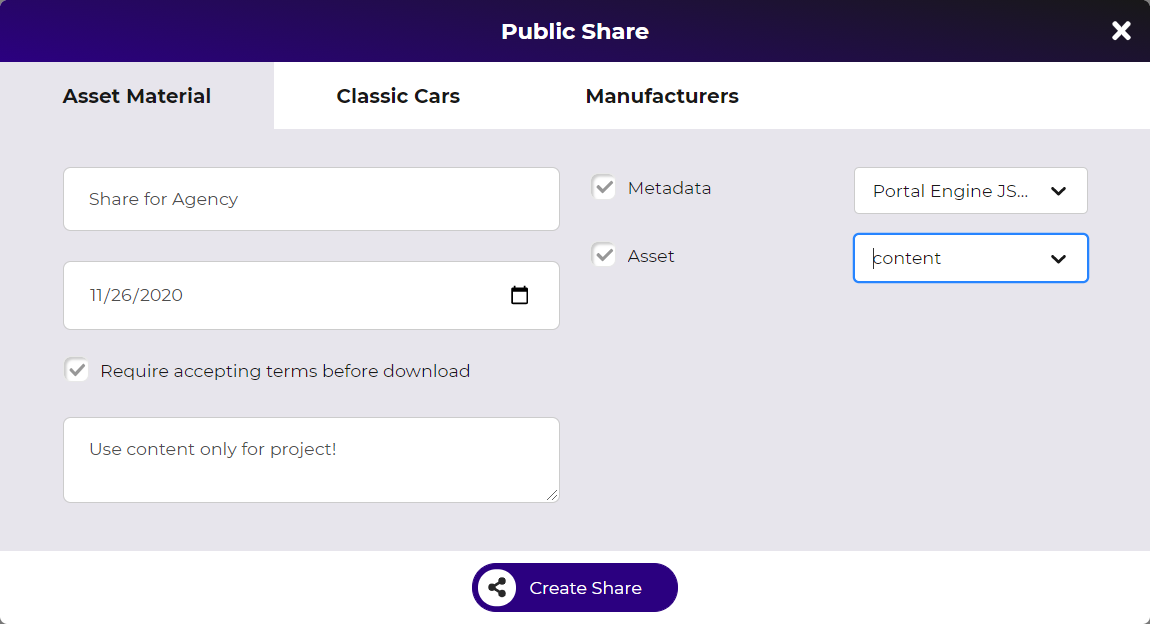 Public Share
Asset Material
Classic Cars
Manufacturers
Share for Agency
11/26/2020
Require accepting terms before download
Use content only for project!
Metadata
Portal Engine JS...
Asset
content
Create Share